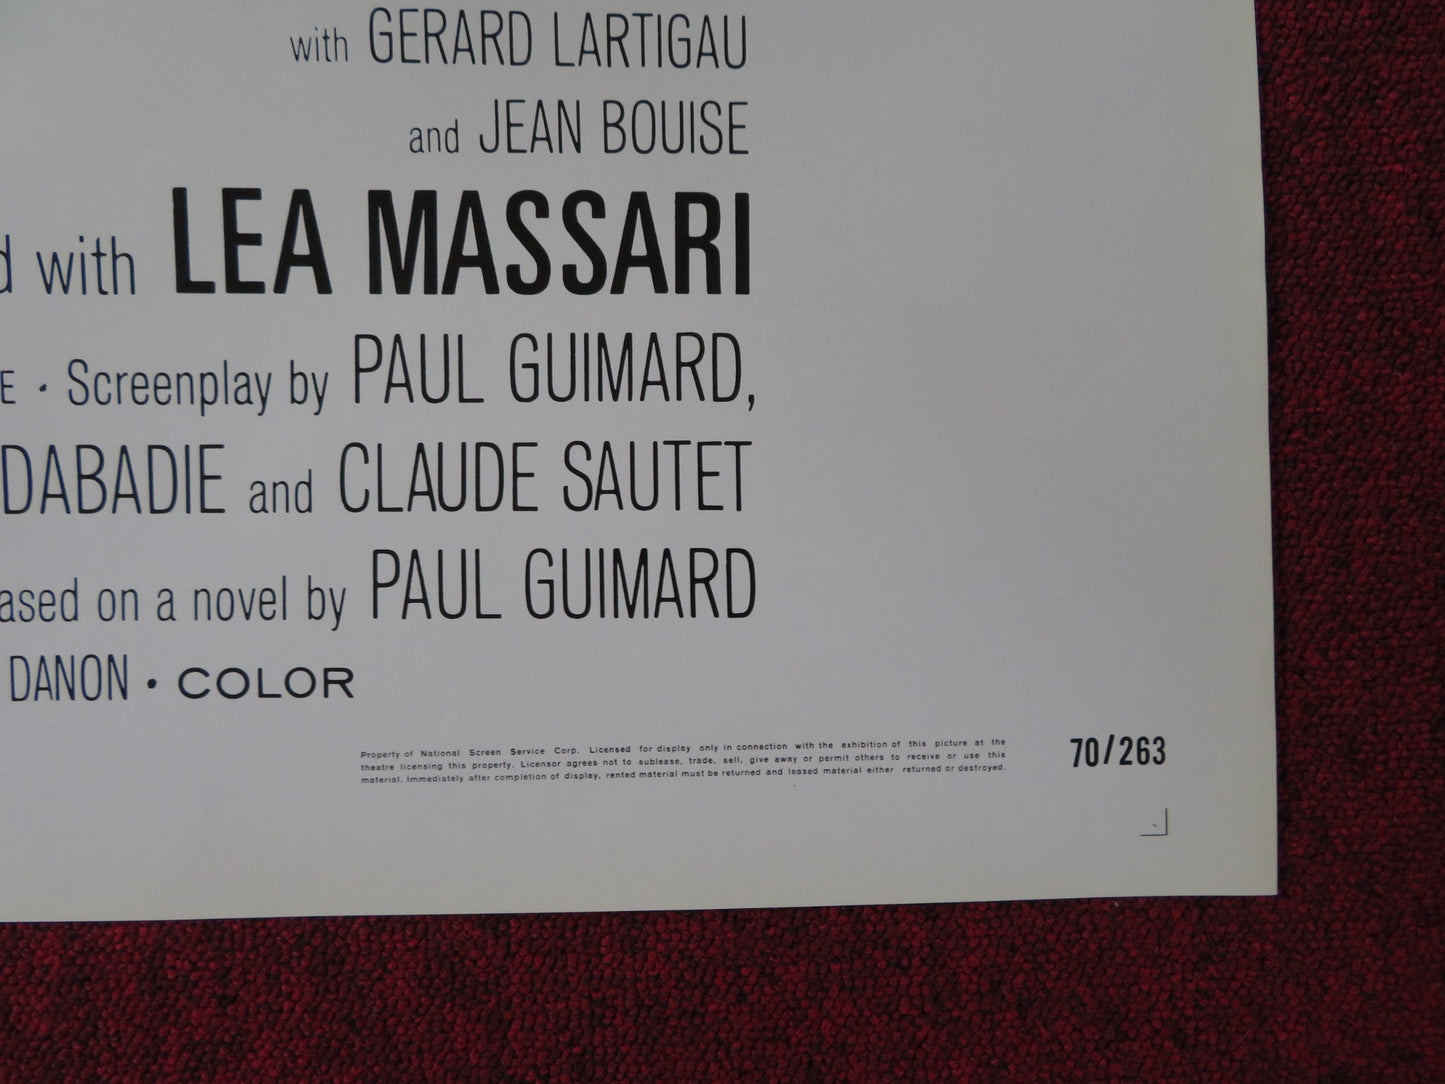 with GERARD LARTIGAU
and JEAN BOUISE
d with LEA MASSARI
E · Screenplay by PAUL GUIMARD,
DABADIE and CLAUDE SAUTET
ased on a novel by PAUL GUIMARD
DANON · COLOR
Property of National Screen Service Corp. Licensed for display only in connection with the exhibition of this picture at the
theatre licensing this property. Licensor agrees not to sublease, trade, sell, give away or permit others to receive or use this
material. Immediately after completion of display, rented material must be returned and leased material either returned or destroyed.
70/263